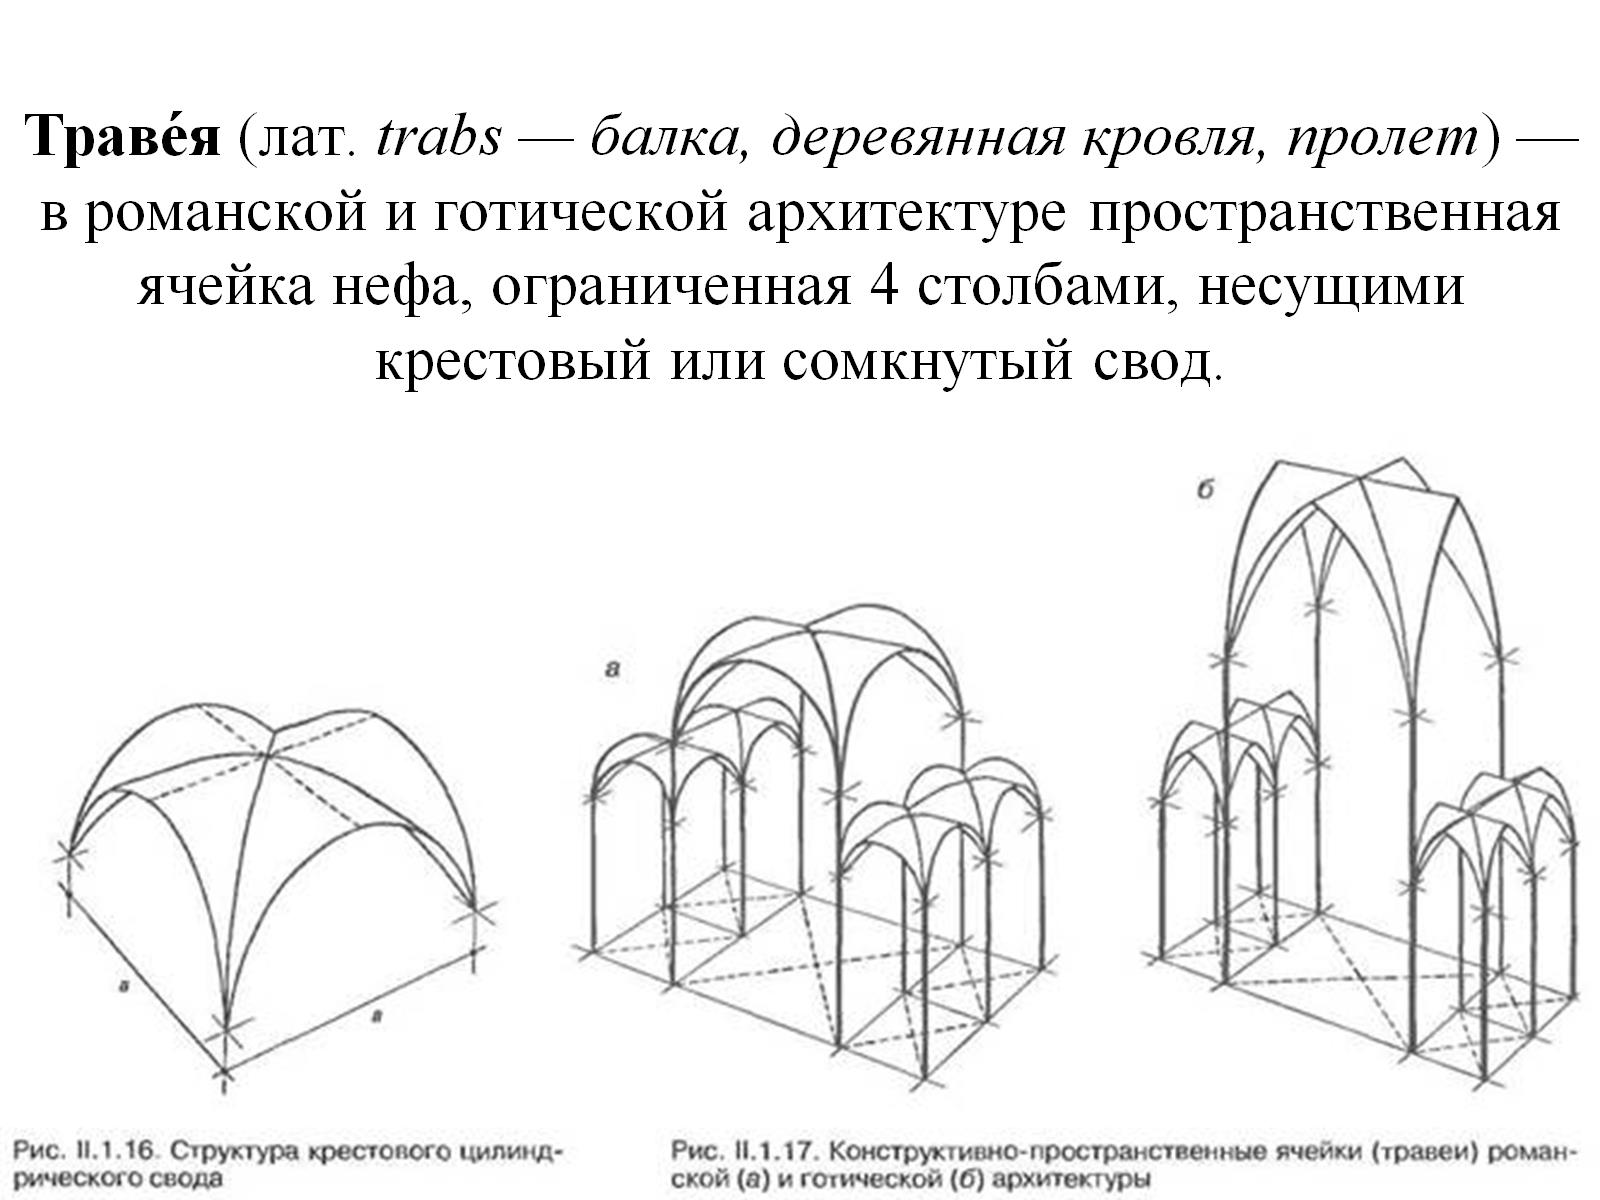 Траве́я (лат. trabs — балка, деревянная кровля, пролет) —
в романской и готической архитектуре пространственная
ячейка нефа, ограниченная 4 столбами, несущими
крестовый или сомкнутый свод.
б
а
а
а
Рис. II.1.16. Структура крестового цилинд-
рического свода
Рис. II.1.17. Конструктивно-пространственные ячейки (травеи) роман-
ской (а) и готической (б) архитектуры